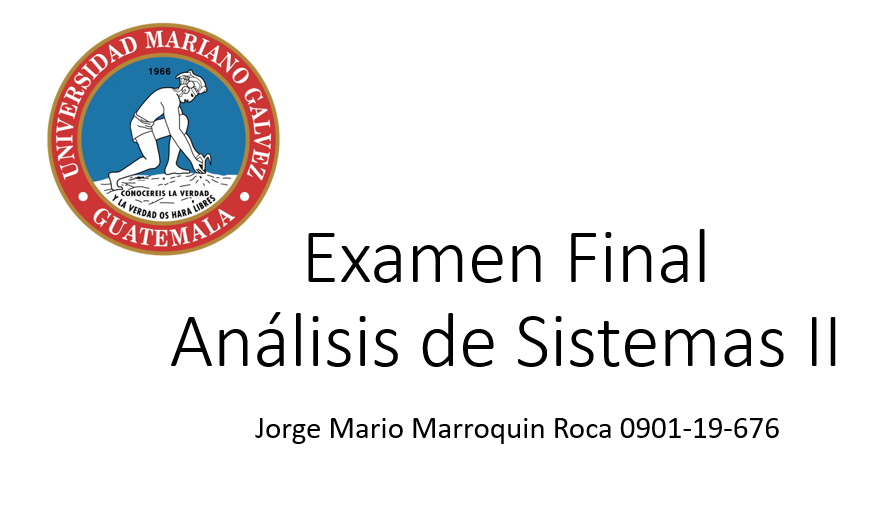 UNIVERSIDAD MARIANO GALVEZ
1966
CONOCEREIS LA VERDAD
Y LA VERDAD OS HARA LIBRES
GUATEMALA
Examen Final
Análisis de Sistemas II
Jorge Mario Marroquin Roca 0901-19-676